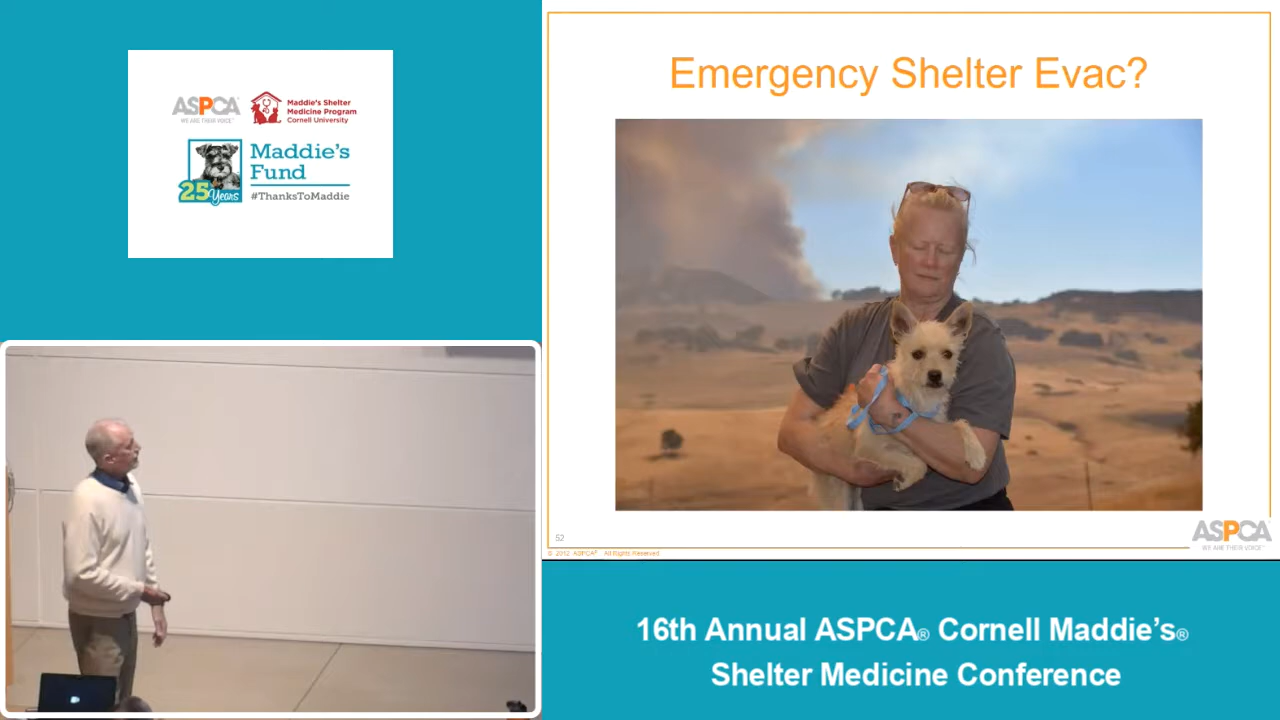 ASPCA
WE ARE THEIR VOICE
Maddie's Shelter
Medicine Program
Cornell University
Maddie's
Fund
25 Years
#ThanksToMaddie
Emergency Shelter Evac?
52
© 2012 ASPCA® All Rights Reserved
ASPCA
WE ARE THEIR VOICE
16th Annual ASPCA® Cornell Maddie's®
Shelter Medicine Conference